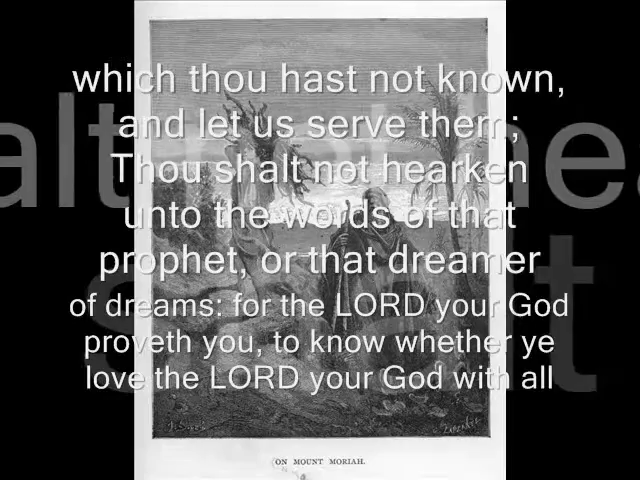 which thou hast not known,
and let us serve them;
Thou shalt not hearken
unto the words of that
prophet, or that dreamer
of dreams: for the LORD your God
proveth you, to know whether ye
love the LORD your God with all
ON MOUNT MORIAH.